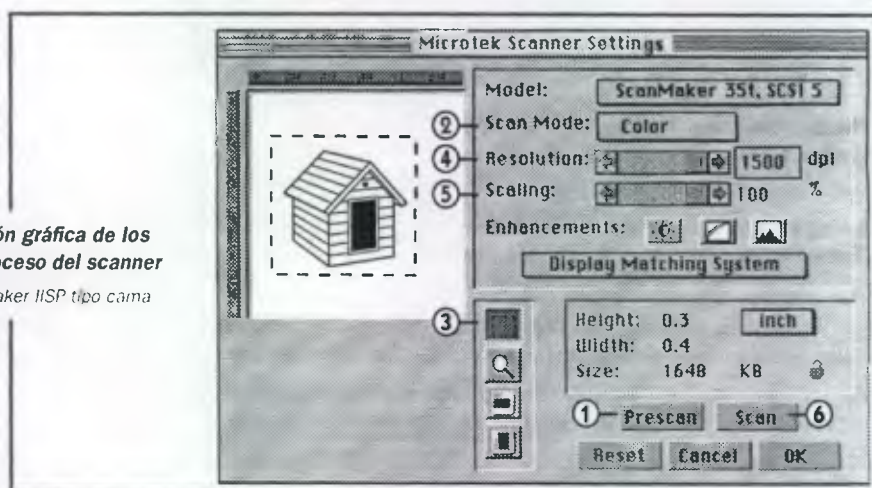 ón gráfica de los
oceso del scanner
aker IISP tipo cama
Microtek Scanner Settings
Model: ScanMaker 35t, SCSI 5
② Scan Mode: Color
④ Resolution: 1500 dpi
⑤ Scaling: 100 %
Enhancements:
Display Matching System
③
Height: 0.3 inch
Width: 0.4
Size: 1648 KB
① Prescan Scan ⑥
Reset Cancel OK